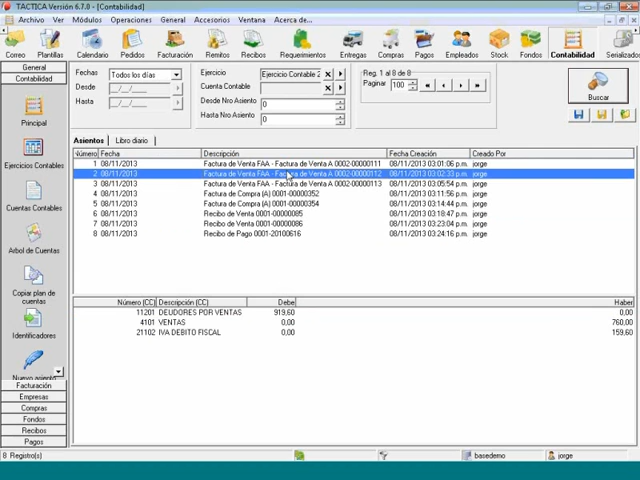 TACTICA Versión 6.7.0 - [Contabilidad]
Archivo Ver Módulos Operaciones General Accesorios Ventana Acerca de...
Correo Plantillas Calendario Pedidos Facturación Remitos Recibos Requerimientos Entregas Compras Pagos Empleados Stock Fondos Contabilidad Serializados
General
Contabilidad
Principal
Ejercicios Contables
Cuentas Contables
Arbol de Cuentas
Copiar plan de cuentas
Identificadores
Nuevo asiento
Facturación
Empresas
Compras
Fondos
Recibos
Pagos
Fechas Todos los días
Desde __/__/____
Hasta __/__/____
Ejercicio Ejercicio Contable 2
Cuenta Contable
Desde Nro Asiento 0
Hasta Nro Asiento 0
Reg. 1 al 8 de 8
Paginar 100
Buscar
Asientos Libro diario
Número Fecha Descripción Fecha Creación Creado Por
1 08/11/2013 Factura de Venta FAA - Factura de Venta A 0002-00000111 08/11/2013 03:01:06 p.m. jorge
2 08/11/2013 Factura de Venta FAA - Factura de Venta A 0002-00000112 08/11/2013 03:02:33 p.m. jorge
3 08/11/2013 Factura de Venta FAA - Factura de Venta A 0002-00000113 08/11/2013 03:05:54 p.m. jorge
4 08/11/2013 Factura de Compra (A) 0001-00000352 08/11/2013 03:11:56 p.m. jorge
5 08/11/2013 Factura de Compra (A) 0001-00000354 08/11/2013 03:14:44 p.m. jorge
6 08/11/2013 Recibo de Venta 0001-00000085 08/11/2013 03:18:47 p.m. jorge
7 08/11/2013 Recibo de Venta 0001-00000086 08/11/2013 03:23:04 p.m. jorge
8 08/11/2013 Recibo de Pago 0001-20100616 08/11/2013 03:24:16 p.m. jorge
Número (CC) Descripción (CC) Debe Haber
11201 DEUDORES POR VENTAS 919,60 0,00
4101 VENTAS 0,00 760,00
21102 IVA DEBITO FISCAL 0,00 159,60
8 Registro(s) basedemo jorge